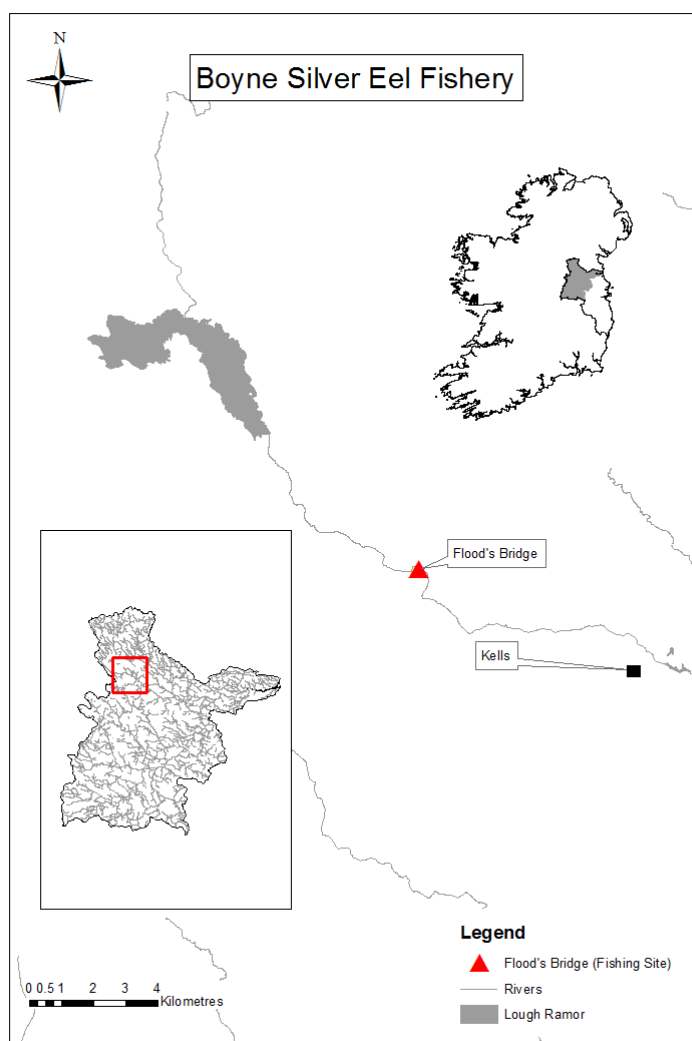 N
Boyne Silver Eel Fishery
Flood's Bridge
Kells
Legend
Flood's Bridge (Fishing Site)
Rivers
Lough Ramor
0 0.5 1 2 3 4
Kilometres